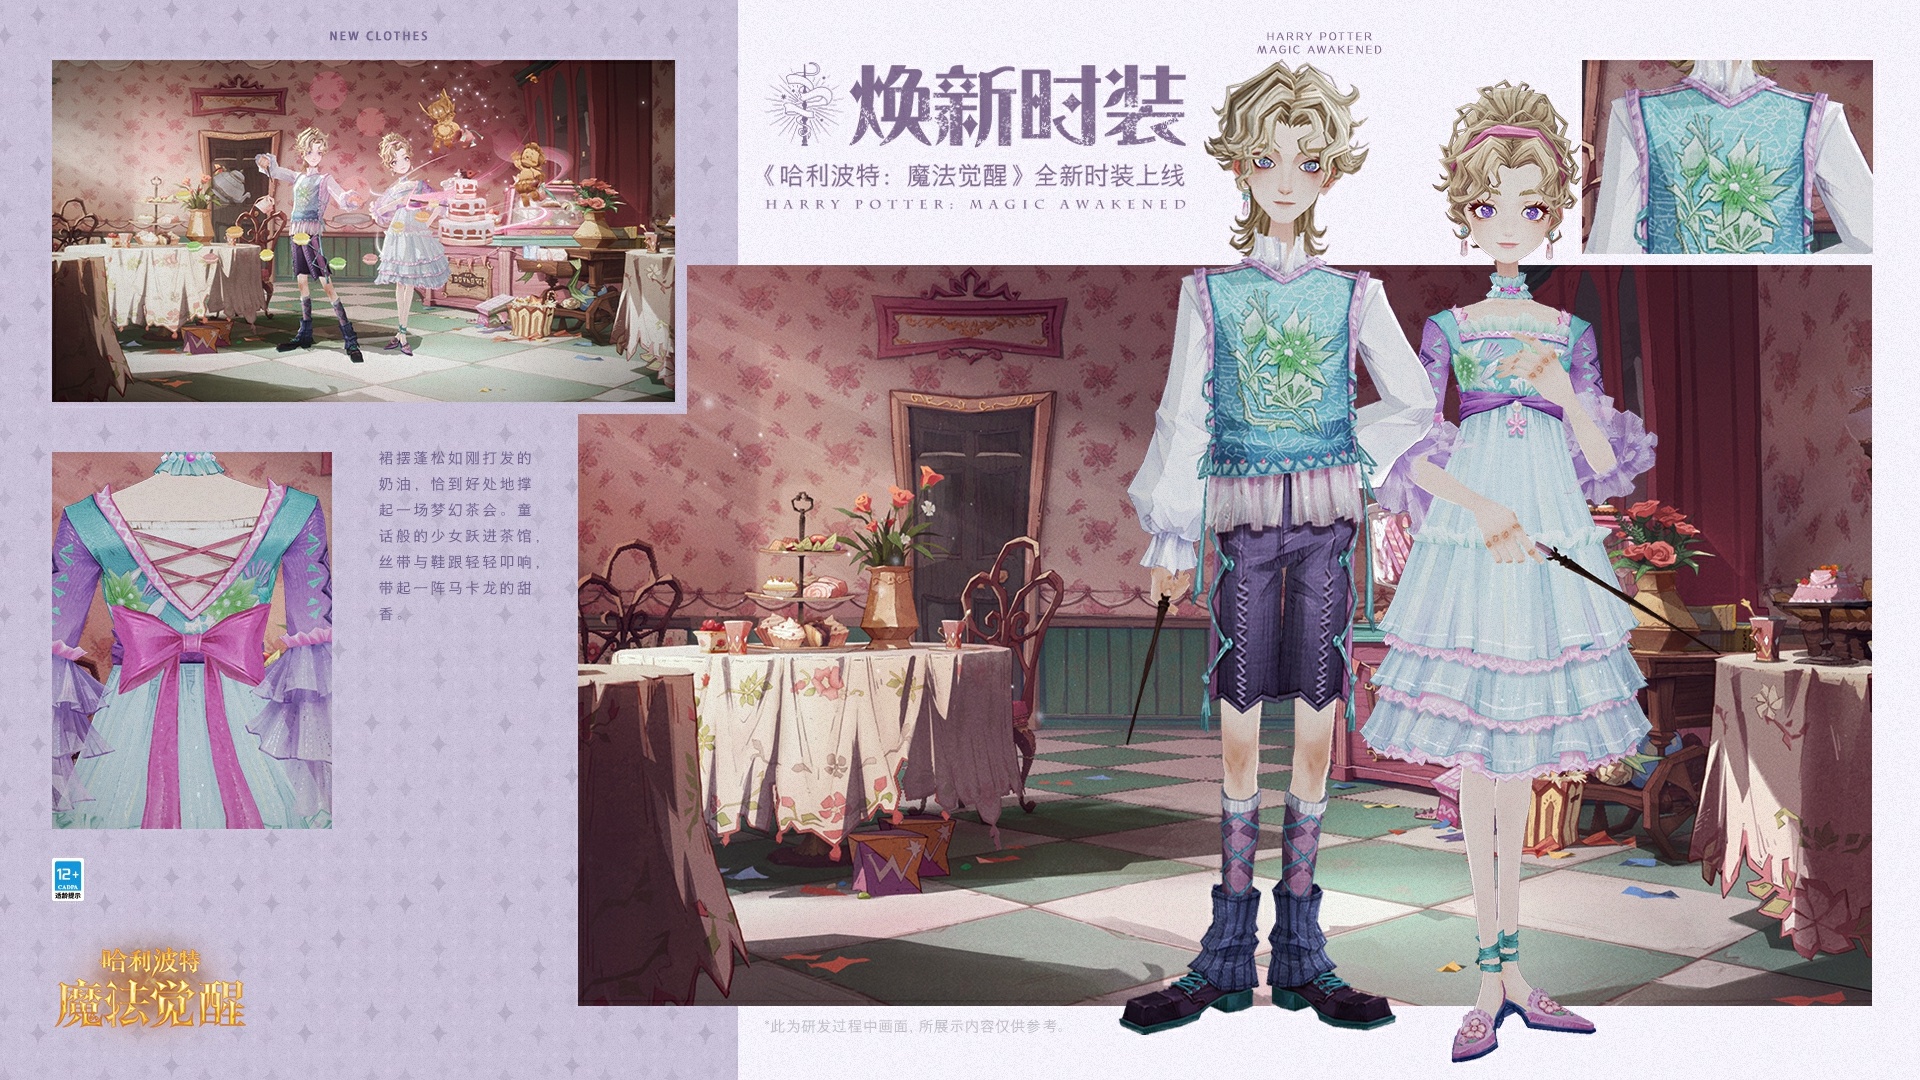 NEW CLOTHES
HARRY POTTER
MAGIC AWAKENED
焕新时装
《哈利波特：魔法觉醒》全新时装上线
HARRY POTTER: MAGIC AWAKENED
裙摆蓬松如刚打发的
奶油，恰到好处地撑
起一场梦幻茶会。童
话般的少女跃进茶馆，
丝带与鞋跟轻轻叩响，
带起一阵马卡龙的甜
香。
12+
CADPA
适龄提示
哈利波特
魔法觉醒
*此为研发过程中画面，所展示内容仅供参考。